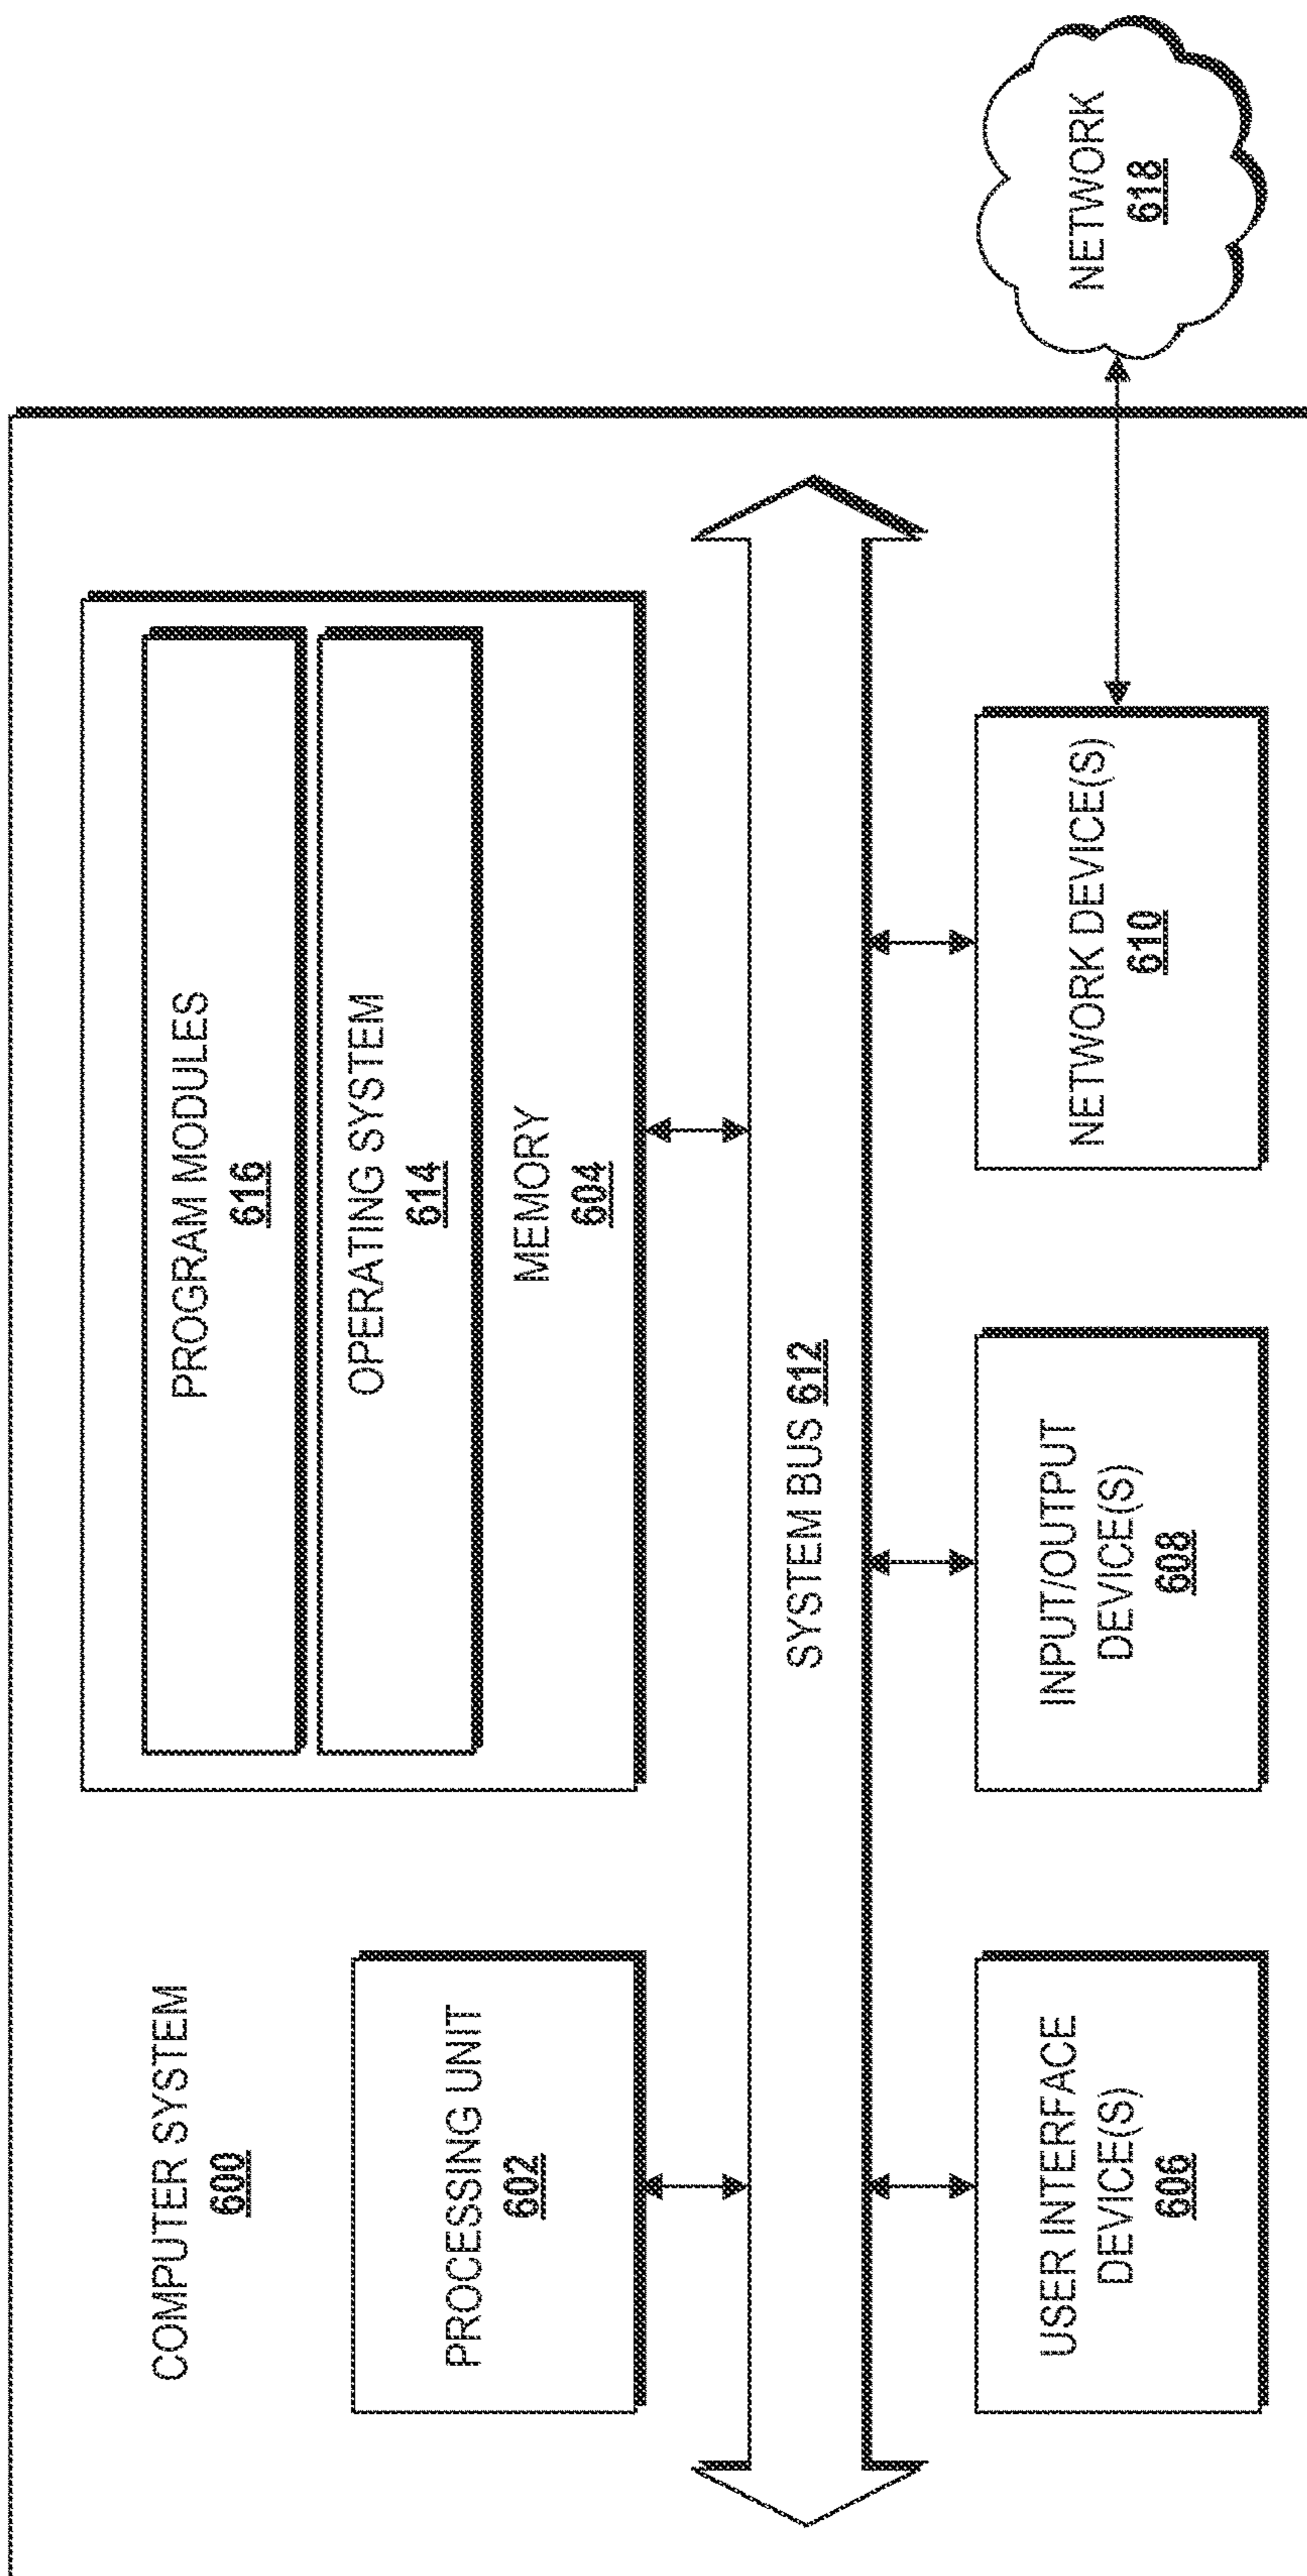 COMPUTER SYSTEM
600
PROCESSING UNIT
602
PROGRAM MODULES
616
OPERATING SYSTEM
614
MEMORY
604
SYSTEM BUS 612
USER INTERFACE
DEVICE(S)
606
INPUT/OUTPUT
DEVICE(S)
608
NETWORK DEVICE(S)
610
NETWORK
618